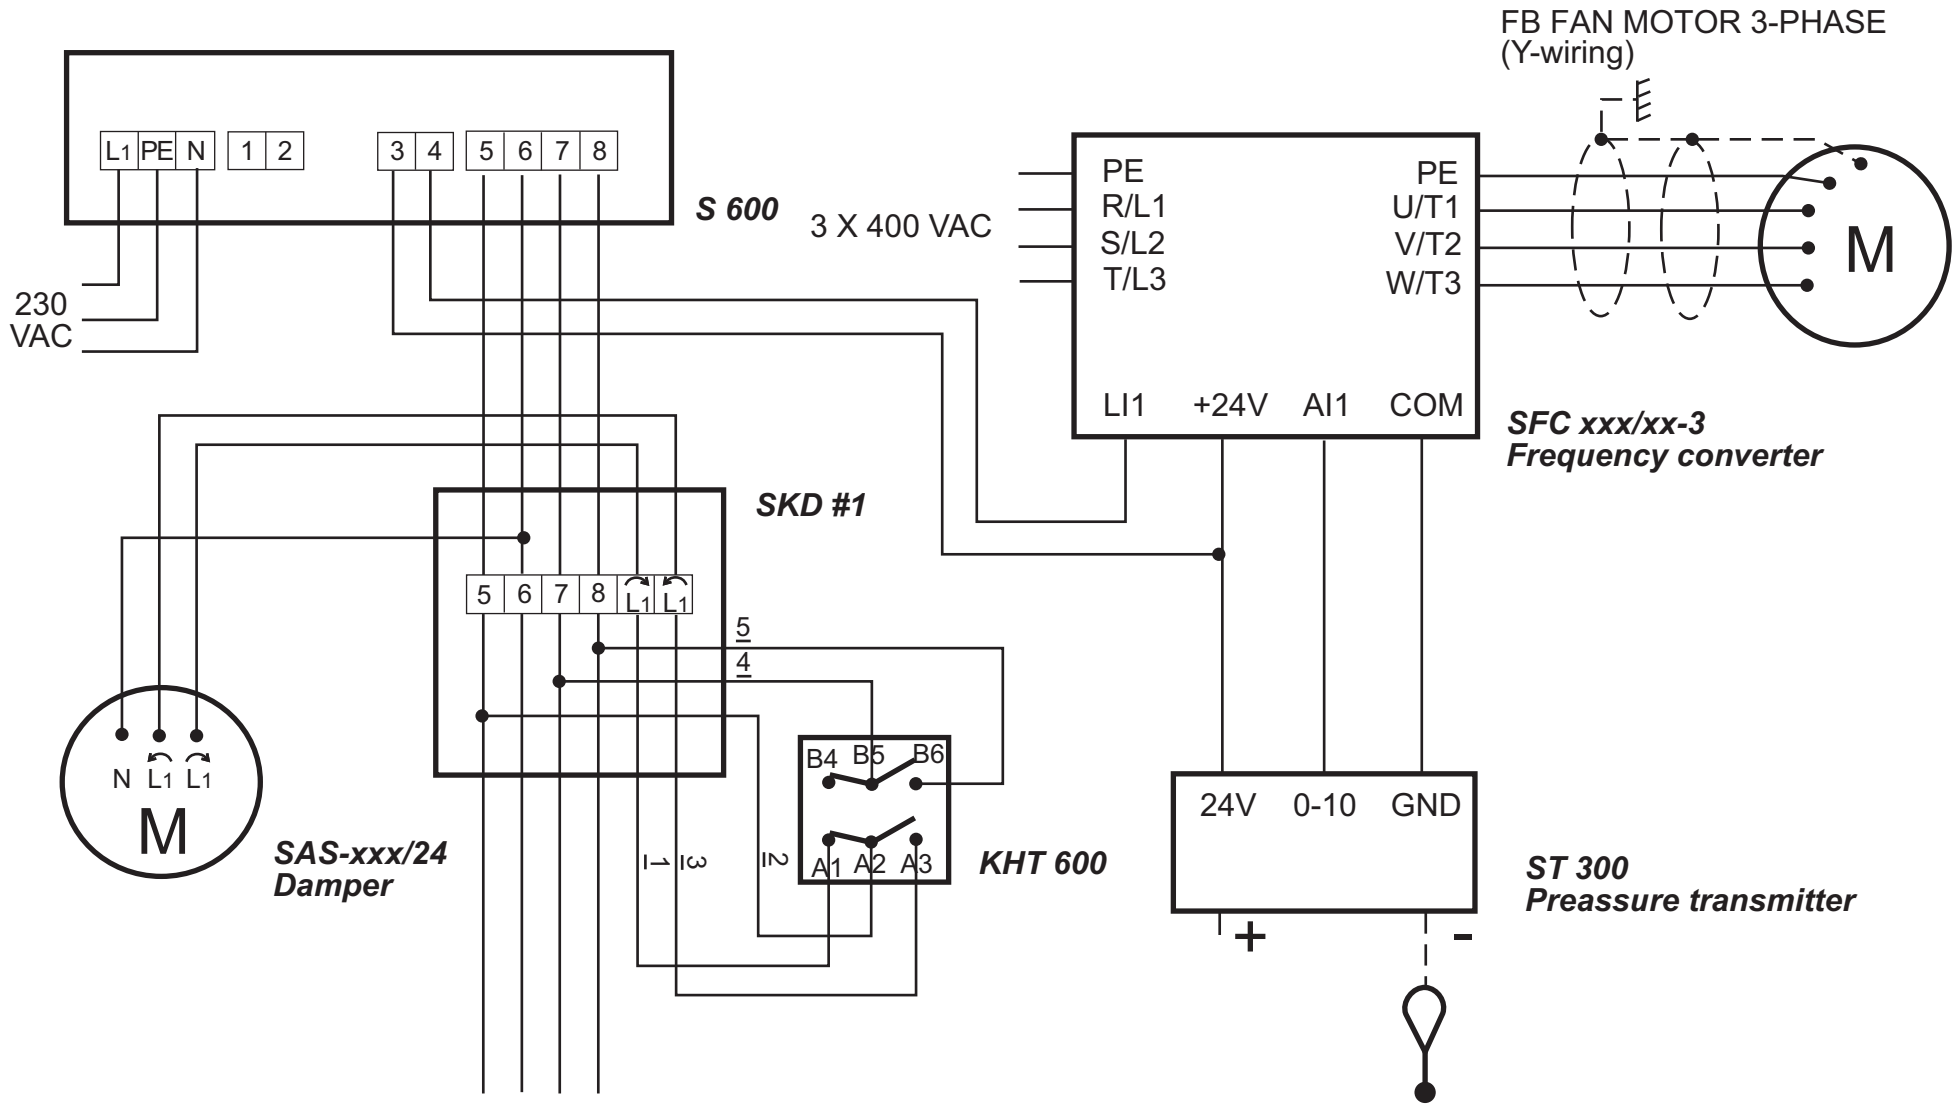 FB FAN MOTOR 3-PHASE
(Y-wiring)
L1 PE N 1 2 3 4 5 6 7 8
S 600
230
VAC
3 X 400 VAC
PE
R/L1
S/L2
T/L3
PE
U/T1
V/T2
W/T3
M
LI1 +24V AI1 COM
SFC xxx/xx-3
Frequency converter
SKD #1
5 6 7 8 L1 L1
5
4
N L1 L1
M
SAS-xxx/24
Damper
1 3 2
B4 B5 B6
A1 A2 A3
KHT 600
24V 0-10 GND
ST 300
Preassure transmitter
+ -